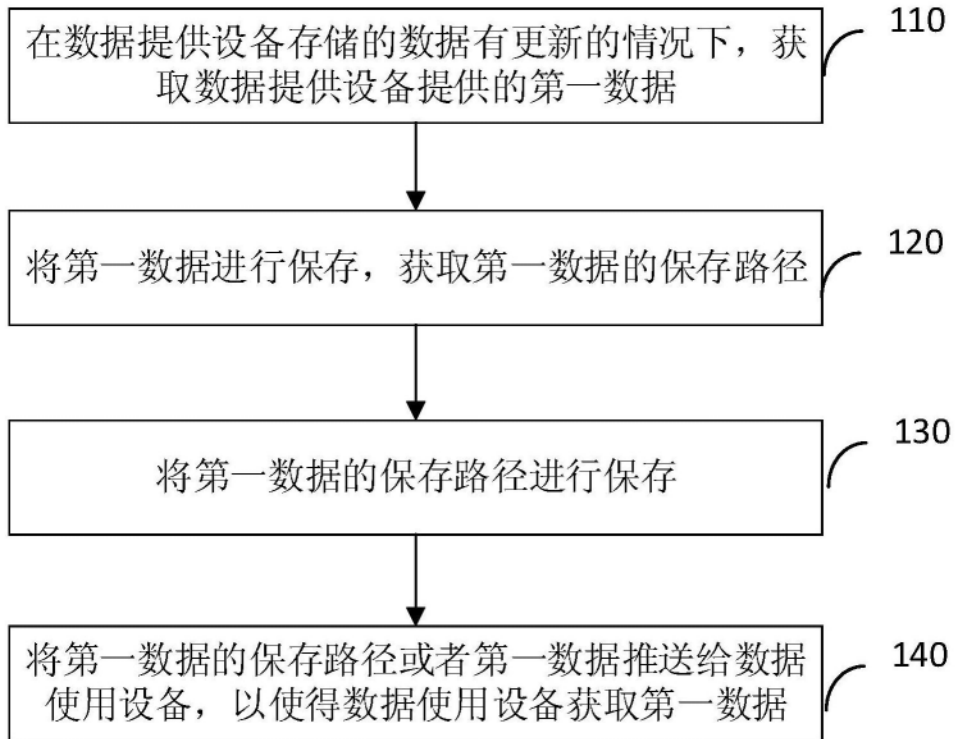 在数据提供设备存储的数据有更新的情况下，获
取数据提供设备提供的第一数据
110
将第一数据进行保存，获取第一数据的保存路径
120
将第一数据的保存路径进行保存
130
将第一数据的保存路径或者第一数据推送给数据
使用设备，以使得数据使用设备获取第一数据
140